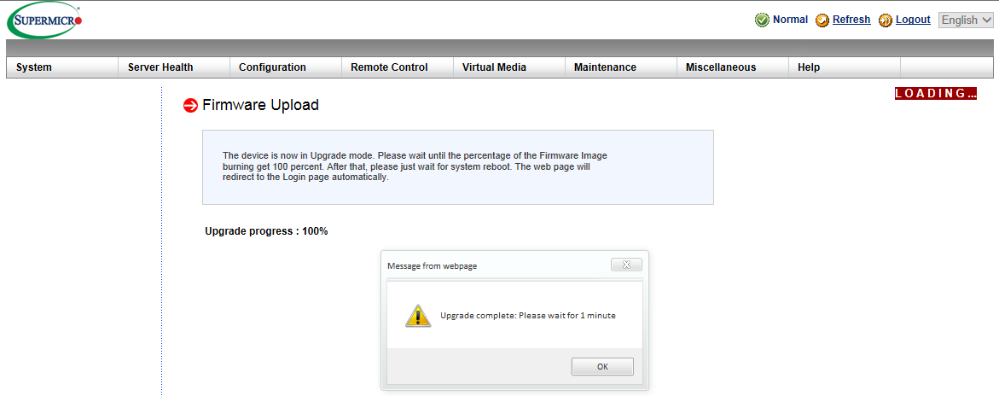 SUPERMICRO
Normal Refresh Logout English
System Server Health Configuration Remote Control Virtual Media Maintenance Miscellaneous Help
LOADING...
Firmware Upload
The device is now in Upgrade mode. Please wait until the percentage of the Firmware Image
burning get 100 percent. After that, please just wait for system reboot. The web page will
redirect to the Login page automatically.
Upgrade progress : 100%
Message from webpage
Upgrade complete: Please wait for 1 minute
OK